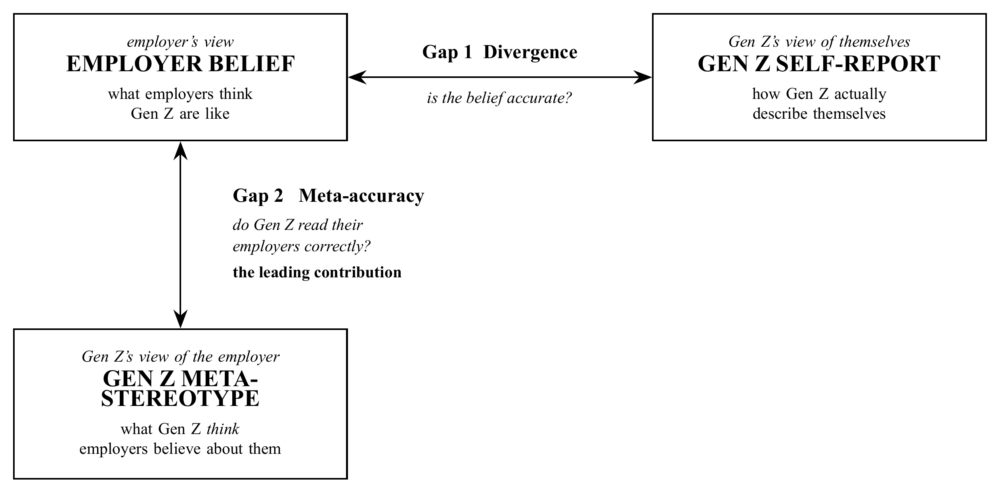 employer’s view
EMPLOYER BELIEF
what employers think
Gen Z are like
Gap 1  Divergence
is the belief accurate?
Gen Z’s view of themselves
GEN Z SELF-REPORT
how Gen Z actually
describe themselves
Gap 2   Meta-accuracy
do Gen Z read their
employers correctly?
the leading contribution
Gen Z’s view of the employer
GEN Z META-
STEREOTYPE
what Gen Z think
employers believe about them